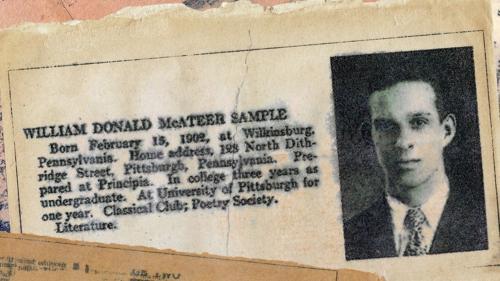 WILLIAM DONALD McATEER SAMPLE
Born February 15, 1902, at Wilkinsburg,
Pennsylvania. Home address, 128 North Dith-
ridge Street, Pittsburgh, Pennsylvania. Pre-
pared at Principia. In college three years as
undergraduate. At University of Pittsburgh for
one year. Classical Club; Poetry Society.
Literature.